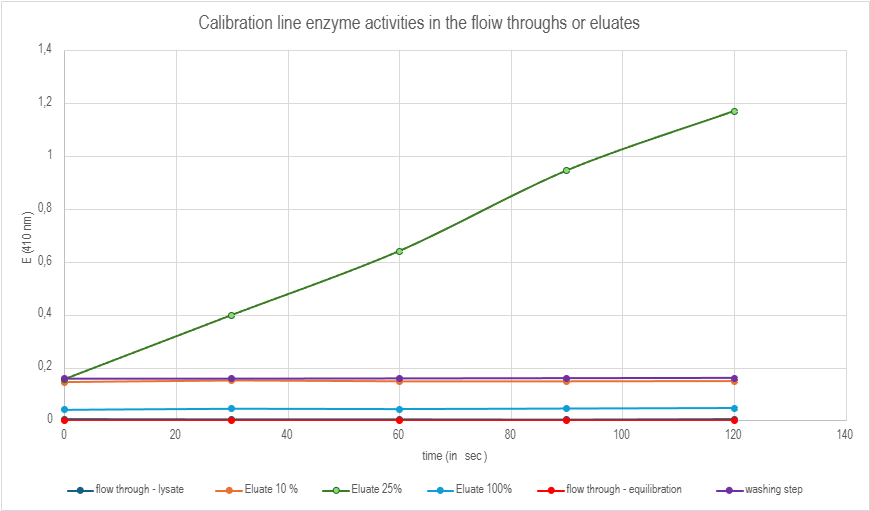 Calibration line enzyme activities in the floiw throughs or eluates
1,4
1,2
1
0,8
0,6
0,4
0,2
0
E (410 nm)
0 20 40 60 80 100 120 140
time (in sec)
flow through - lysate Eluate 10 % Eluate 25% Eluate 100% flow through - equilibration washing step